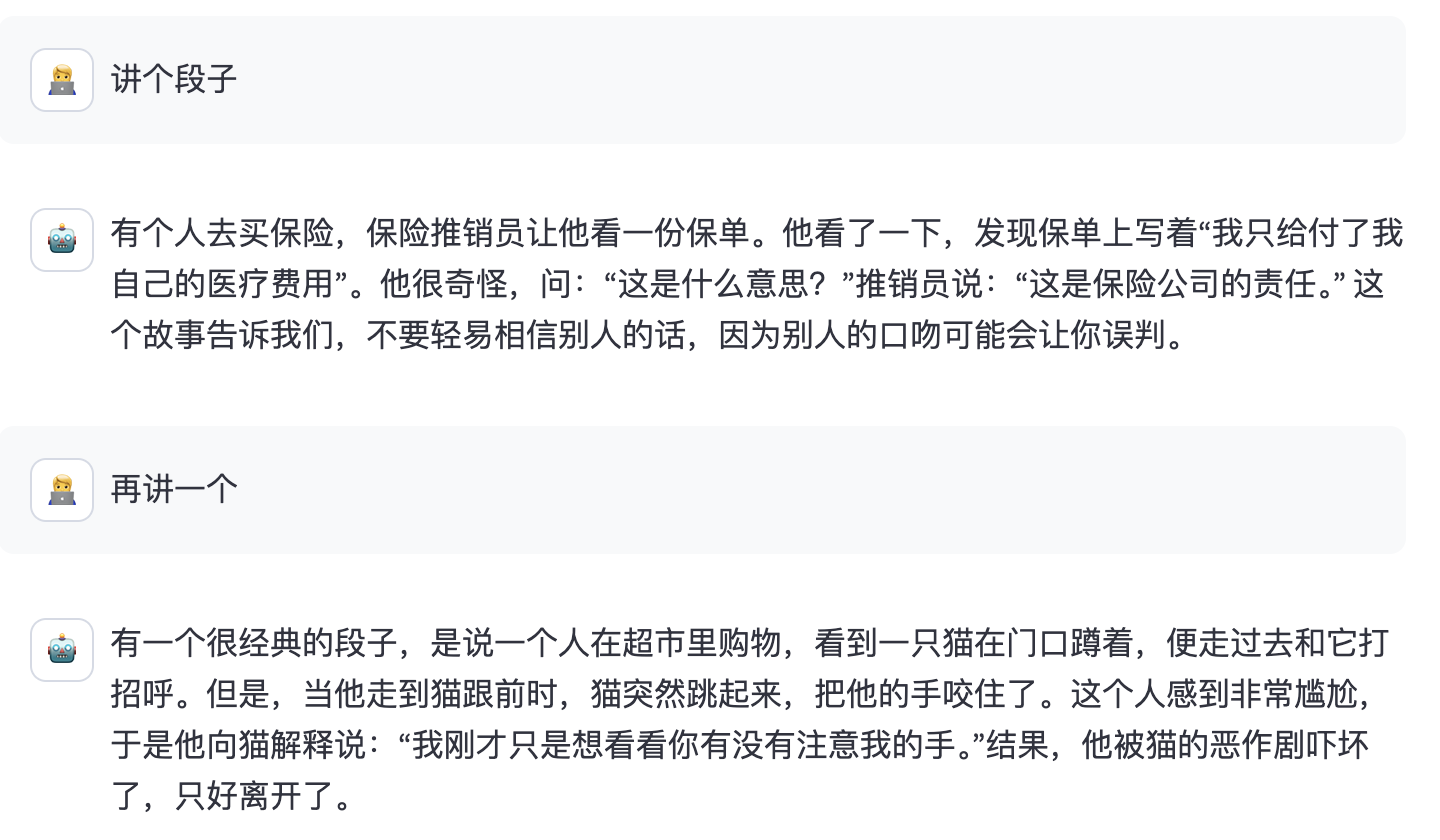 讲个段子
有个人去买保险，保险推销员让他看一份保单。他看了一下，发现保单上写着“我只给付了我
自己的医疗费用”。他很奇怪，问：“这是什么意思？”推销员说：“这是保险公司的责任。” 这
个故事告诉我们，不要轻易相信别人的话，因为别人的口吻可能会让你误判。
再讲一个
有一个很经典的段子，是说一个人在超市里购物，看到一只猫在门口蹲着，便走过去和它打
招呼。但是，当他走到猫跟前时，猫突然跳起来，把他的手咬住了。这个人感到非常尴尬，
于是他向猫解释说：“我刚才只是想看看你有没有注意我的手。”结果，他被猫的恶作剧吓坏
了，只好离开了。